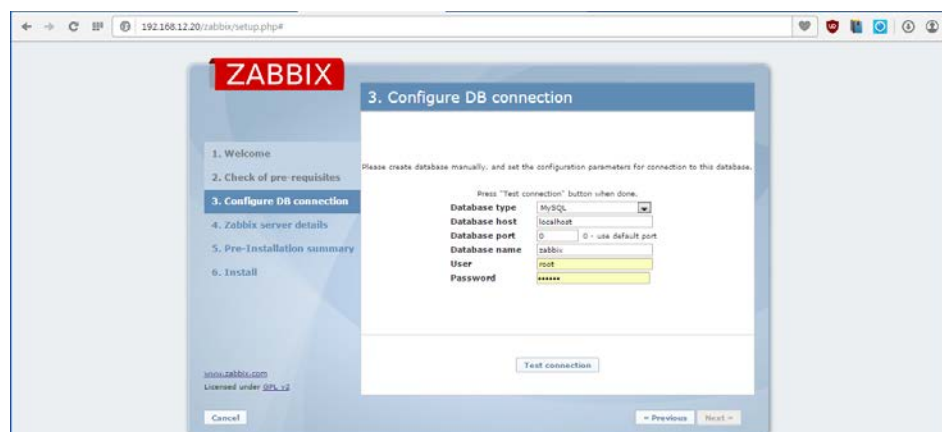 192.168.12.20/zabbix/setup.php#
ZABBIX
3. Configure DB connection
1. Welcome
2. Check of pre-requisites
3. Configure DB connection
4. Zabbix server details
5. Pre-Installation summary
6. Install
Please create database manually, and set the configuration parameters for connection to this database.
Press "Test connection" button when done.
Database type MySQL
Database host localhost
Database port 0 0 - use default port
Database name zabbix
User root
Password ••••••
Test connection
www.zabbix.com
Licensed under GPL v2
Cancel
« Previous Next »